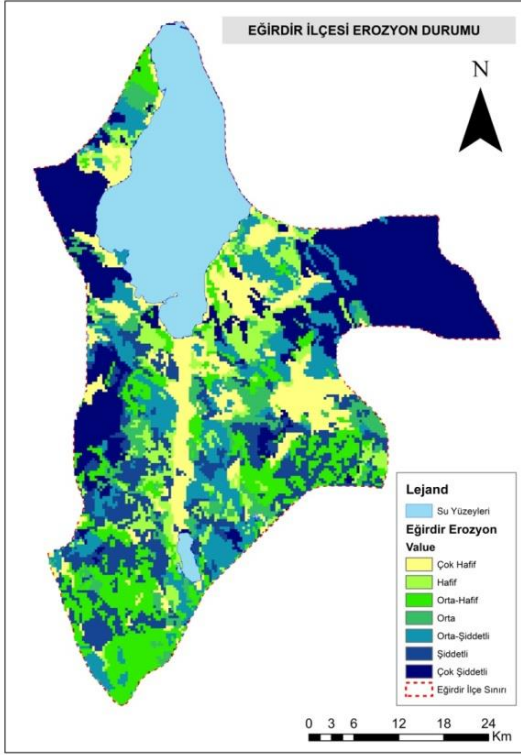 EĞİRDİR İLÇESİ EROZYON DURUMU
N
Lejand
Su Yüzeyleri
Eğirdir Erozyon
Value
Çok Hafif
Hafif
Orta-Hafif
Orta
Orta-Şiddetli
Şiddetli
Çok Şiddetli
Eğirdir İlçe Sınırı
0 3 6 12 18 24
Km